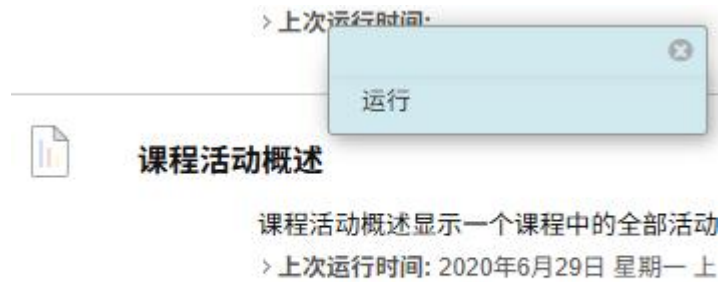 > 上次运行时间:
运行
课程活动概述
课程活动概述显示一个课程中的全部活动
> 上次运行时间: 2020年6月29日 星期一 上